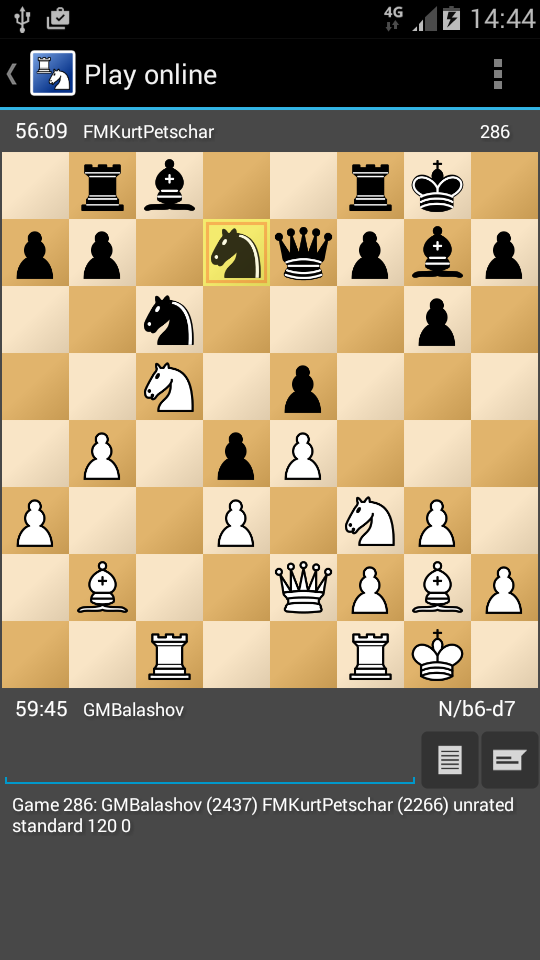 4G 14:44
Play online
56:09 FMKurtPetschar 286
59:45 GMBalashov N/b6-d7
Game 286: GMBalashov (2437) FMKurtPetschar (2266) unrated
standard 120 0